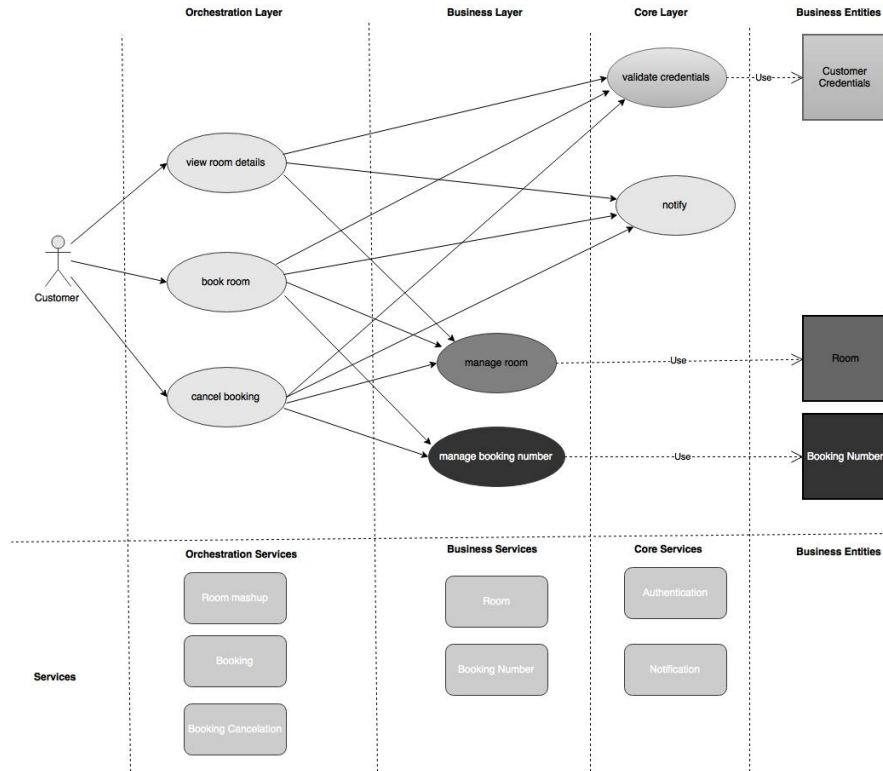 Orchestration Layer
Business Layer
Core Layer
Business Entities
validate credentials
Use
Customer
Credentials
view room details
notify
Customer
book room
manage room
Use
Room
cancel booking
manage booking number
Use
Booking Number
Orchestration Services
Business Services
Core Services
Business Entities
Room mashup
Room
Authentication
Booking
Booking Number
Notification
Services
Booking Cancelation